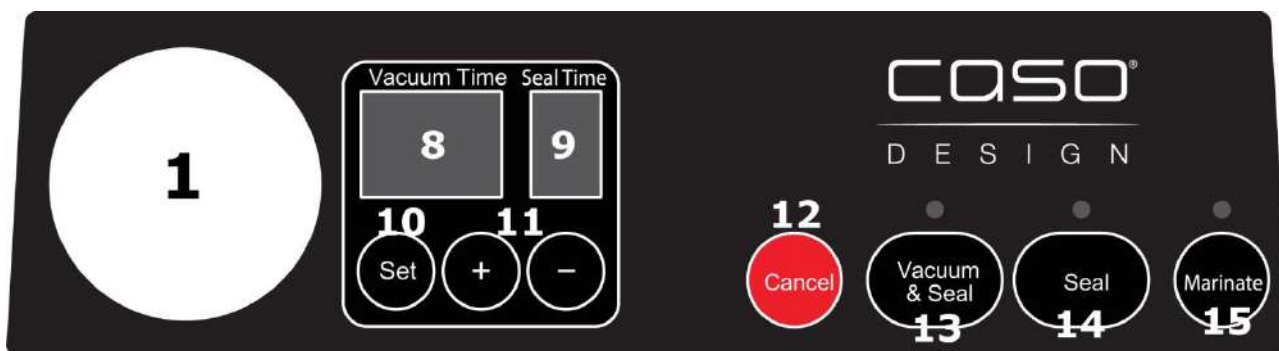 1
Vacuum Time Seal Time
8 9
10 11
Set + −
caso®
DESIGN
12
Cancel
Vacuum
& Seal
13
Seal
14
Marinate
15